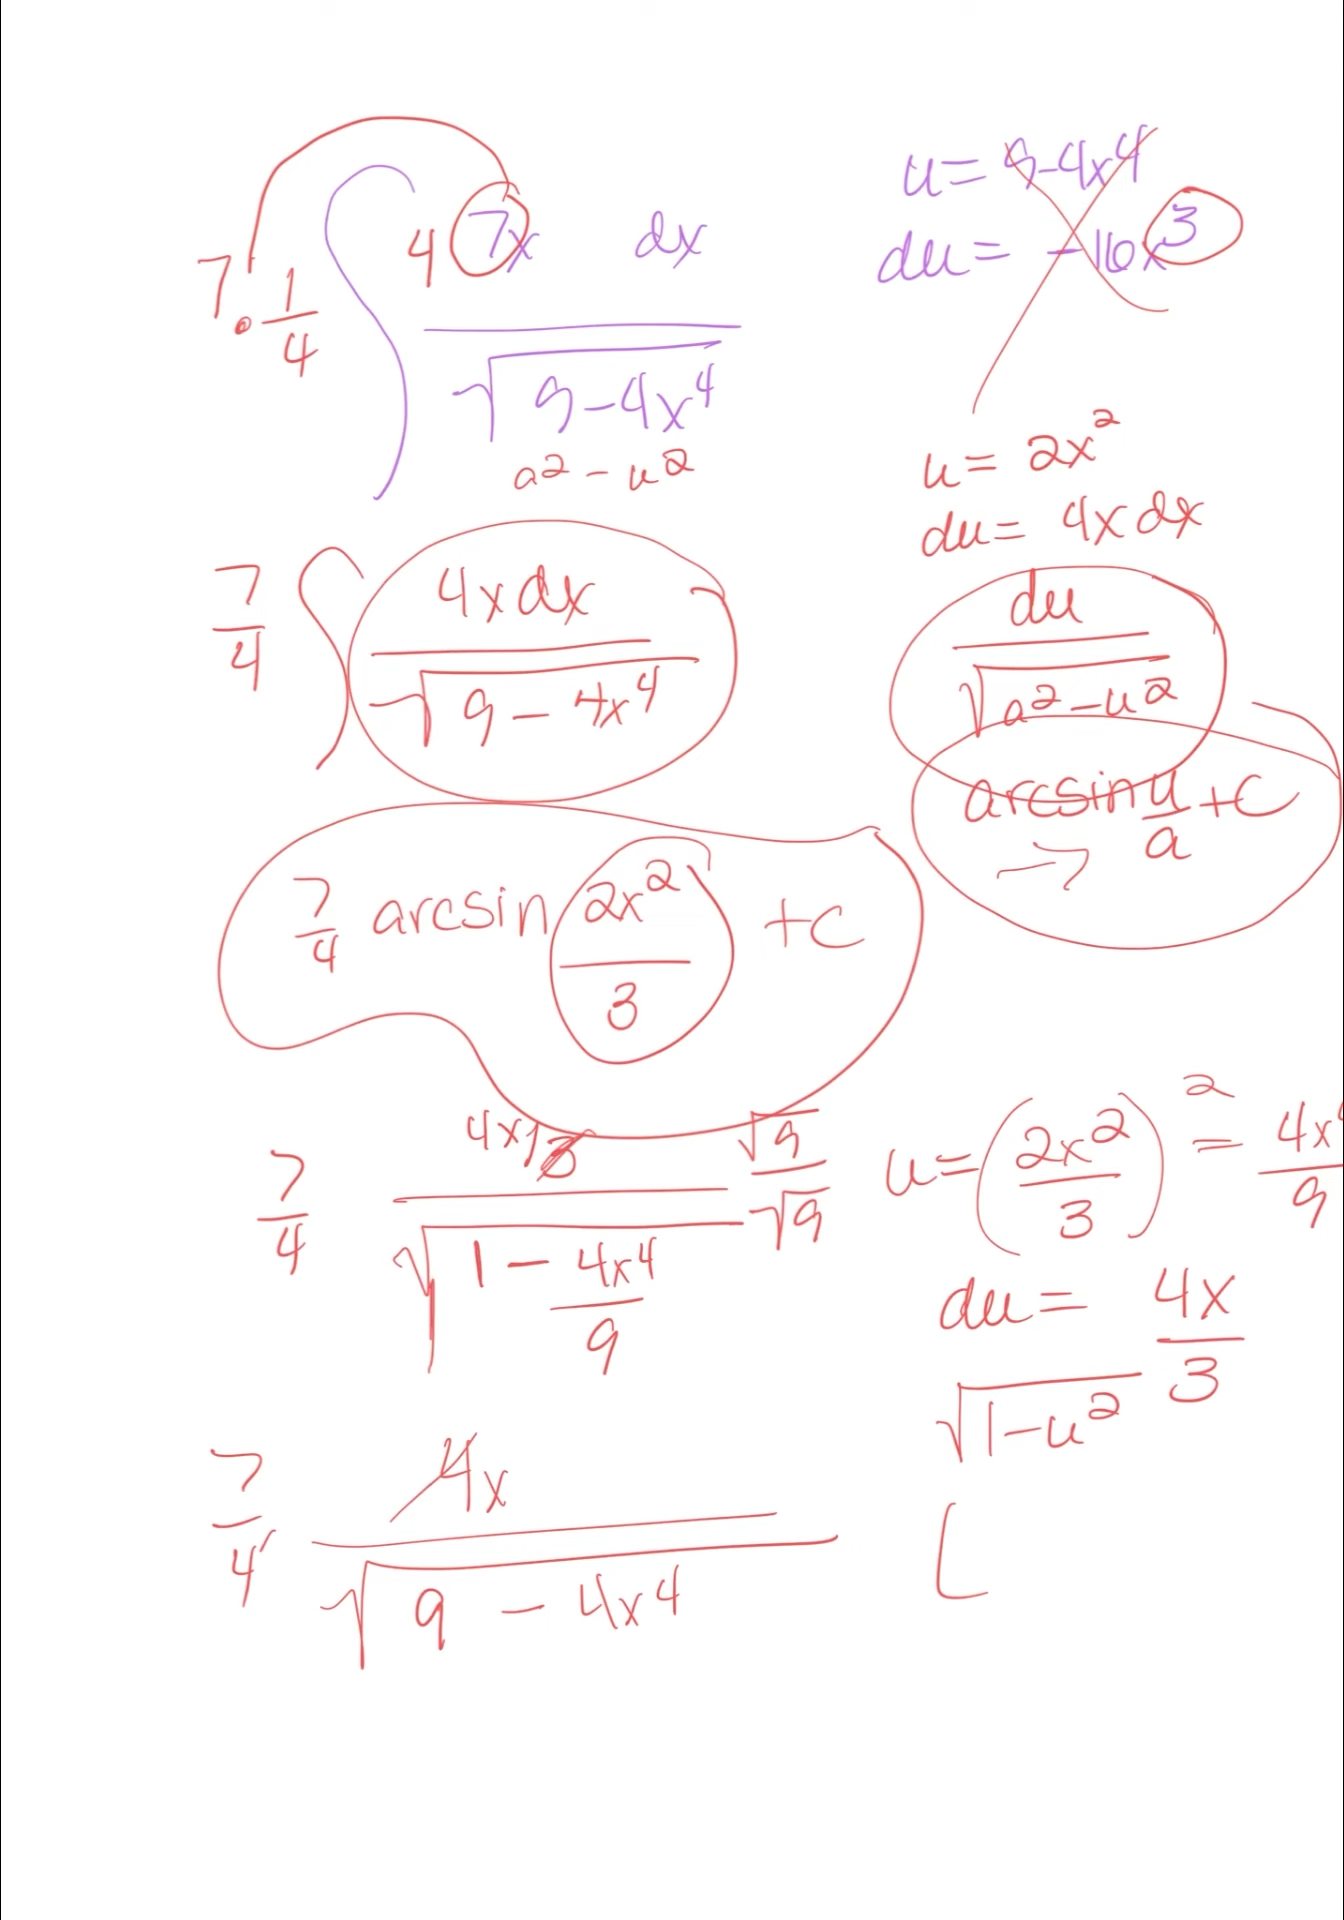 7 · 1/4 ∫ 4 7x dx / √(9-4x⁴)
a² - u²
u = 9-4x⁴
du = -16x³
u = 2x²
du = 4x dx
7/4 ∫ 4x dx / √(9 - 4x⁴)
du / √(a² - u²)
arcsin u/a + C
→
7/4 arcsin 2x²/3 + C
7/4 4x/3 / √(1 - 4x⁴/9) √9/√9
u = (2x²/3)² = 4x⁴/9
du = 4x/3
√(1-u²)
7/4 4x / √(9 - 4x⁴)
[